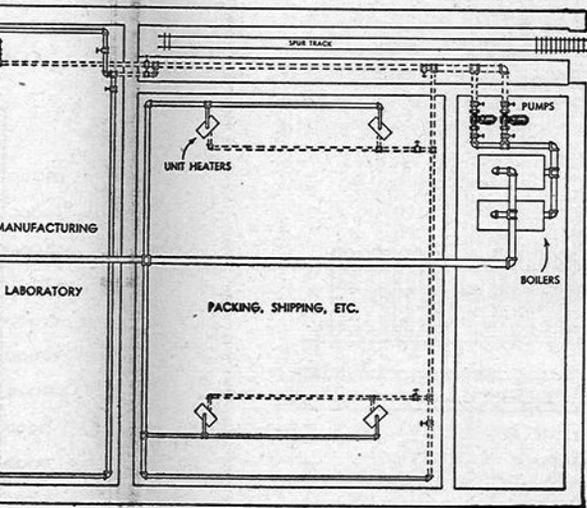 SPUR TRACK
PUMPS
UNIT HEATERS
MANUFACTURING
BOILERS
LABORATORY
PACKING, SHIPPING, ETC.